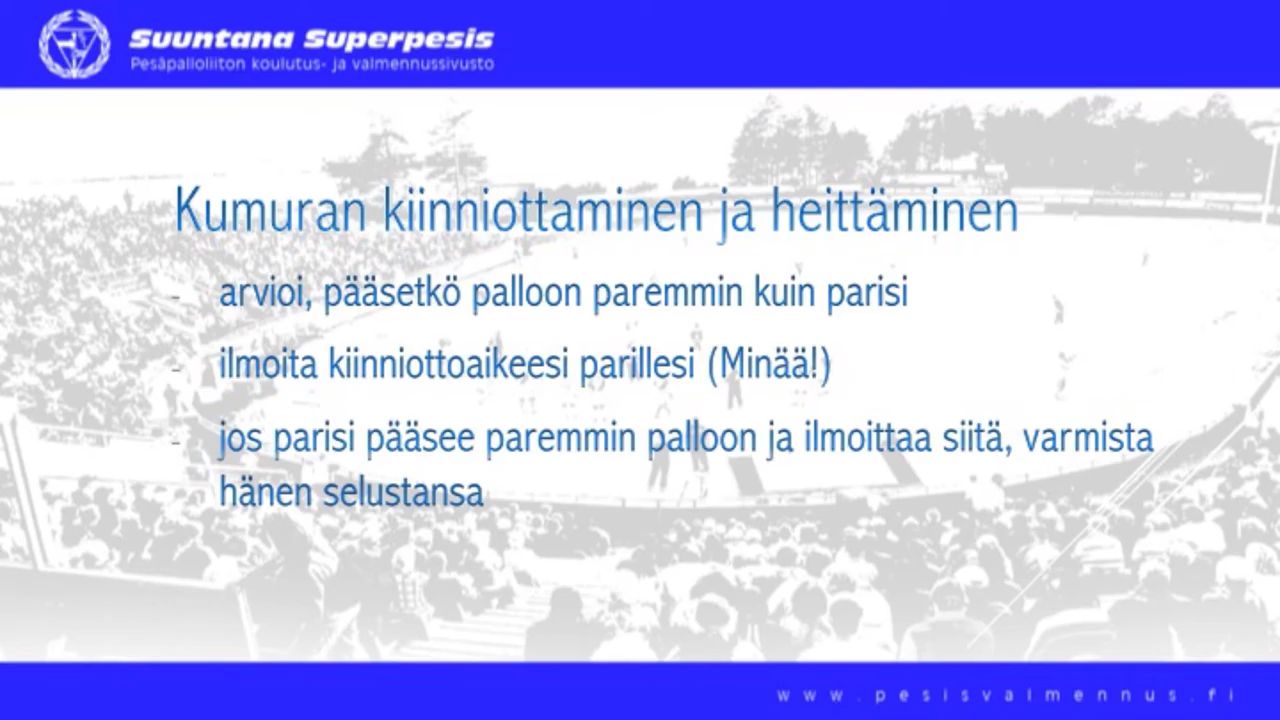 Suuntana Superpesis
Pesäpalloliiton koulutus- ja valmennussivusto
Kumuran kiinniottaminen ja heittäminen
- arvioi, pääsetkö palloon paremmin kuin parisi
- ilmoita kiinniottoaikeesi parillesi (Minää!)
- jos parisi pääsee paremmin palloon ja ilmoittaa siitä, varmista
hänen selustansa
www.pesisvalmennus.fi